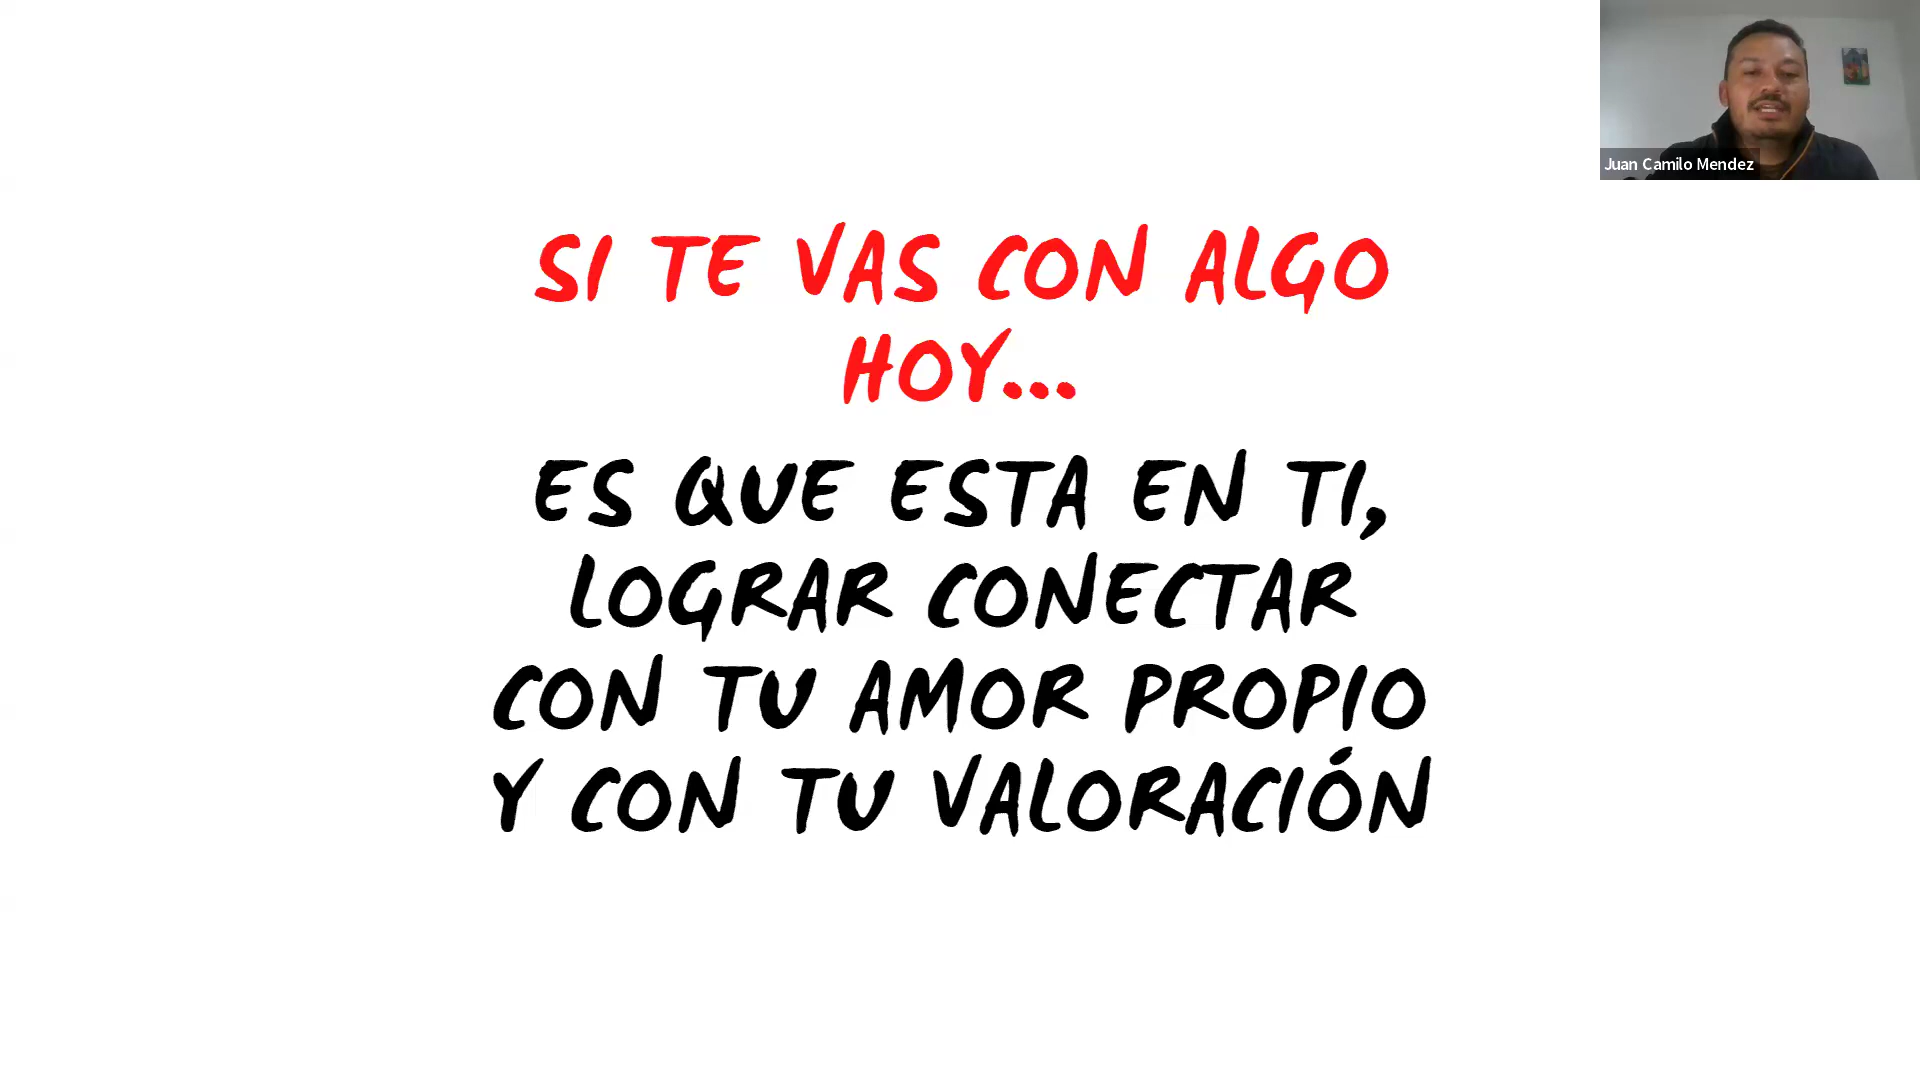 Juan Camilo Mendez
SI TE VAS CON ALGO
HOY...
ES QUE ESTA EN TI,
LOGRAR CONECTAR
CON TU AMOR PROPIO
Y CON TU VALORACIÓN